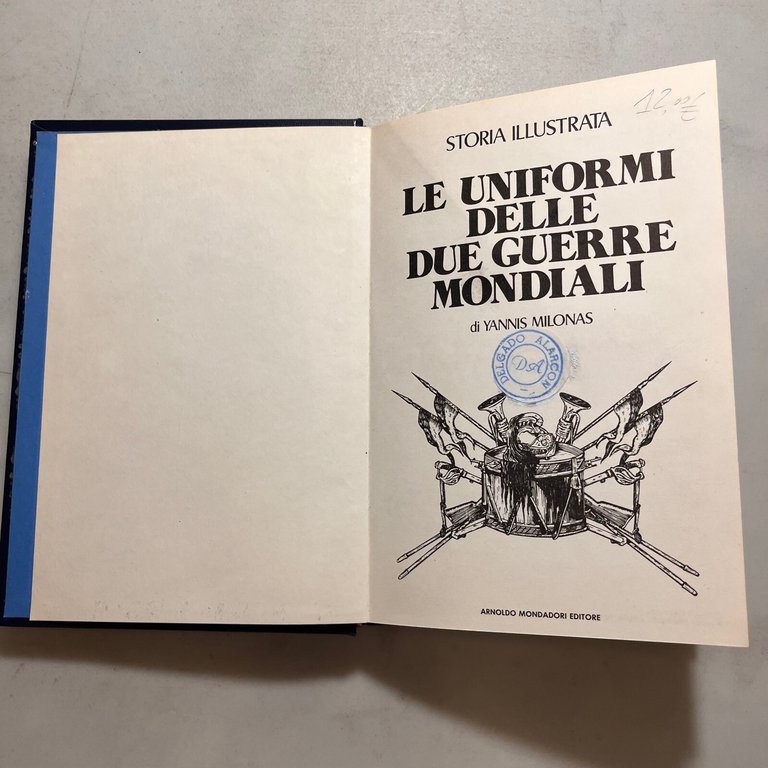 12,00€
STORIA ILLUSTRATA
LE UNIFORMI
DELLE
DUE GUERRE
MONDIALI
di YANNIS MILONAS
DELGADO ALARCON
DA
ARNOLDO MONDADORI EDITORE